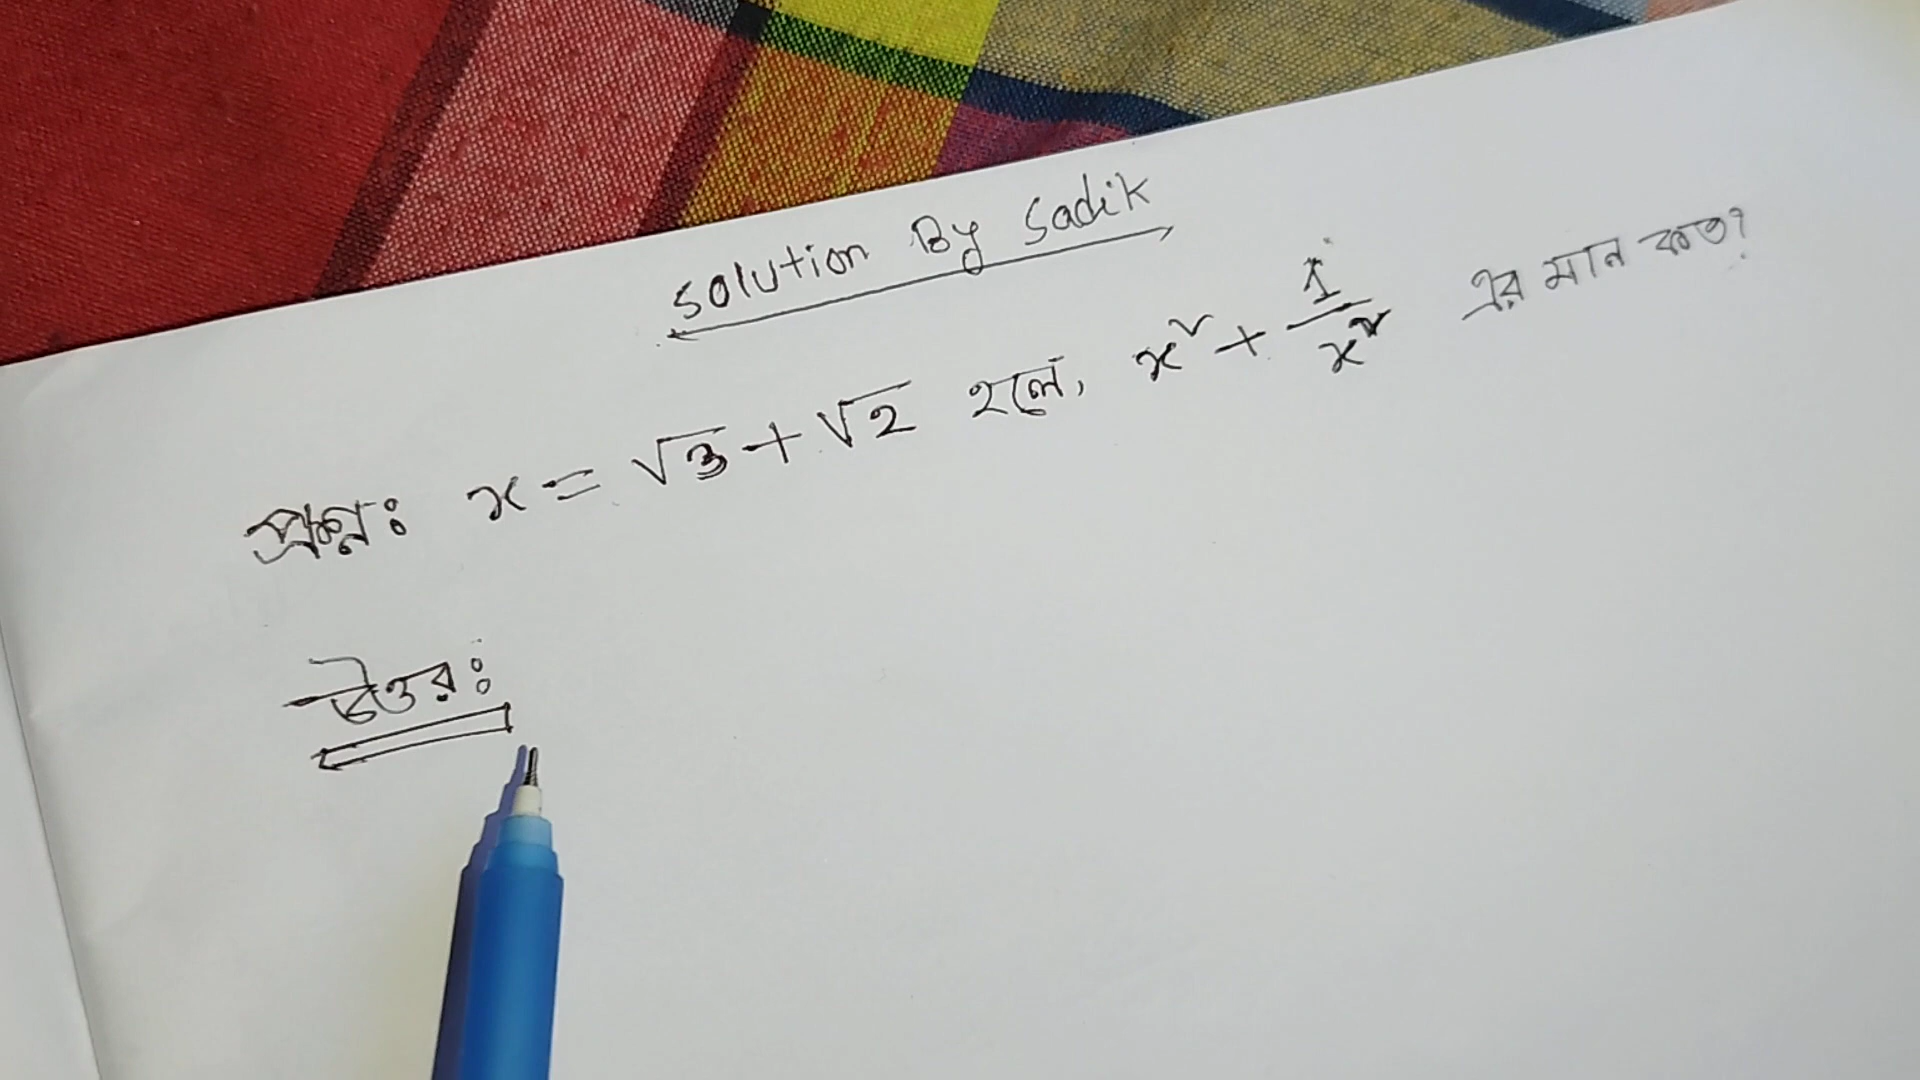 Solution By Sadik
প্রশ্নঃ x = √3 + √2 হলে, x² + 1/x² এর মান কত?
উত্তরঃ